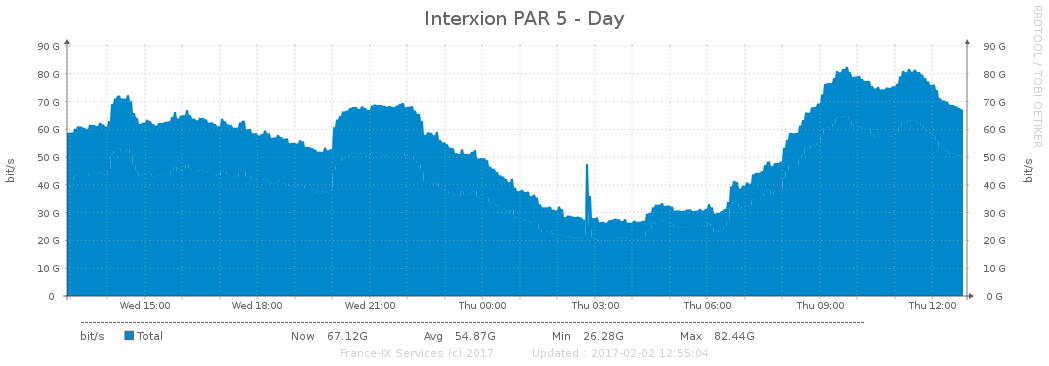 Interxion PAR 5 - Day
RRDTOOL / TOBI OETIKER
90 G 90 G
80 G 80 G
70 G 70 G
60 G 60 G
50 G 50 G
40 G 40 G
30 G 30 G
20 G 20 G
10 G 10 G
0 0 G
bit/s
bit/s
Wed 15:00 Wed 18:00 Wed 21:00 Thu 00:00 Thu 03:00 Thu 06:00 Thu 09:00 Thu 12:00
bit/s Total Now 67.12G Avg 54.87G Min 26.28G Max 82.44G
France-IX Services (c) 2017 Updated : 2017-02-02 12:55:04